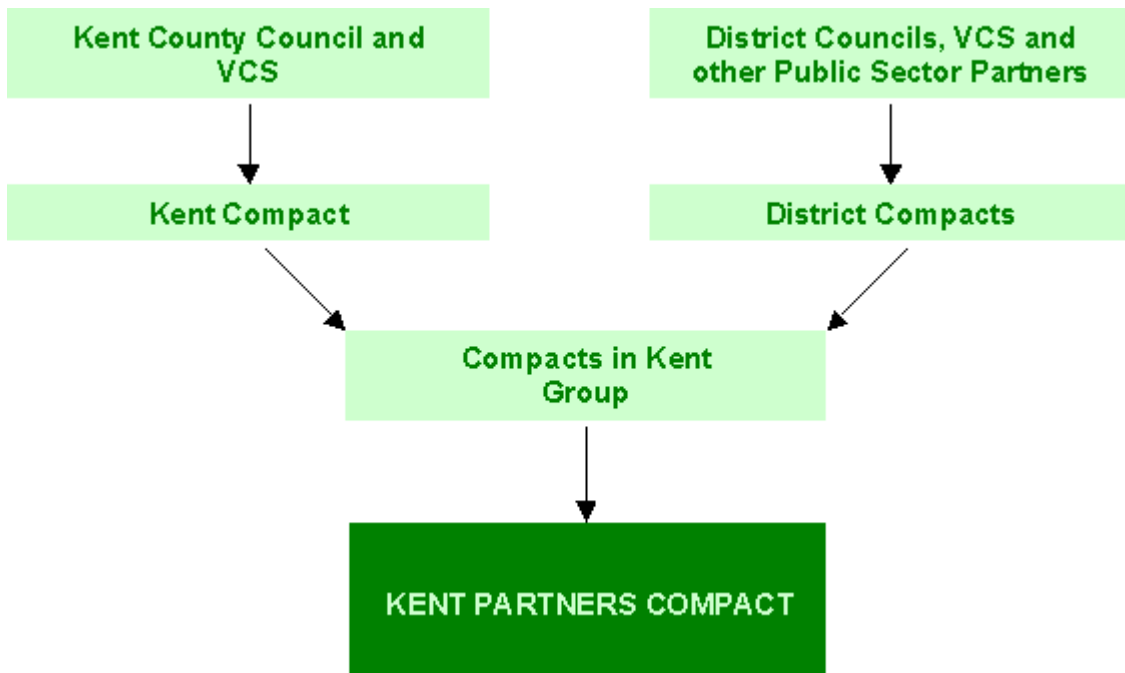 Kent County Council and
VCS
District Councils, VCS and
other Public Sector Partners
Kent Compact
District Compacts
Compacts in Kent
Group
KENT PARTNERS COMPACT